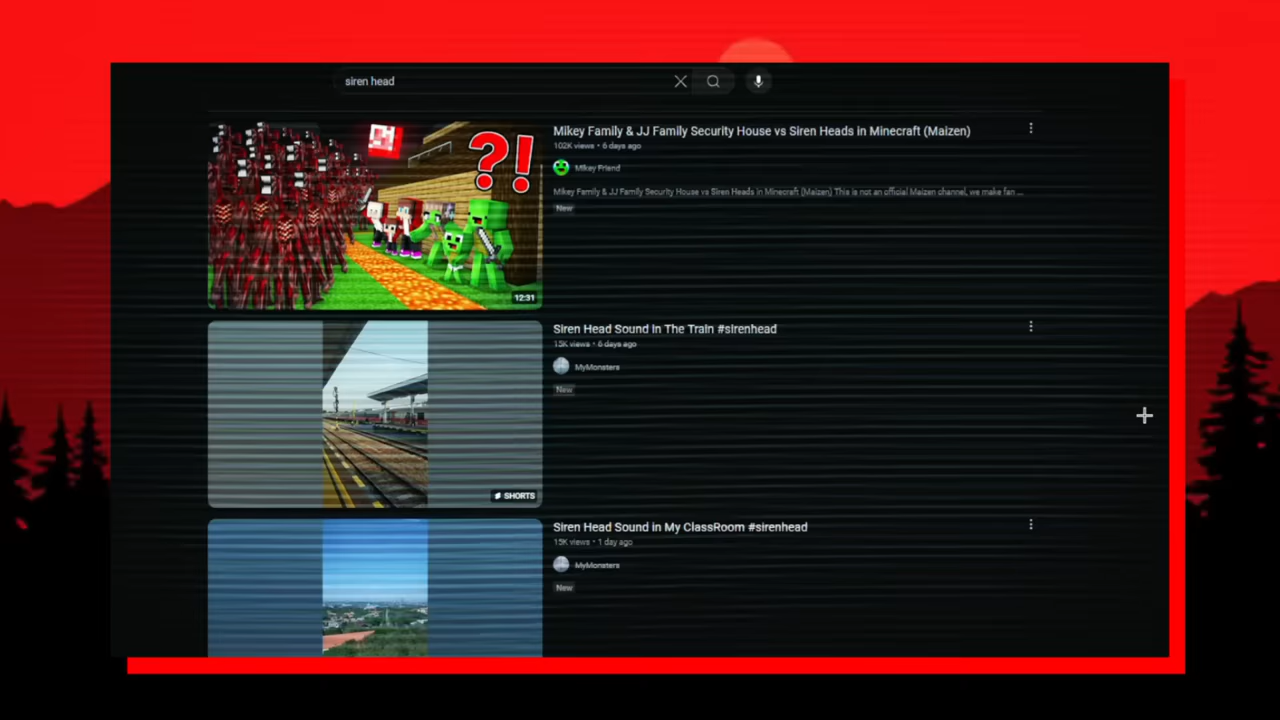 siren head
?!
Mikey Family & JJ Family Security House vs Siren Heads in Minecraft (Maizen)
102K views • 6 days ago
Mikey Friend
Mikey Family & JJ Family Security House vs Siren Heads in Minecraft (Maizen) This is not an official Maizen channel, we make fan ...
New
12:31
Siren Head Sound in The Train #sirenhead
15K views • 6 days ago
MyMonsters
New
SHORTS
Siren Head Sound in My ClassRoom #sirenhead
15K views • 1 day ago
MyMonsters
New